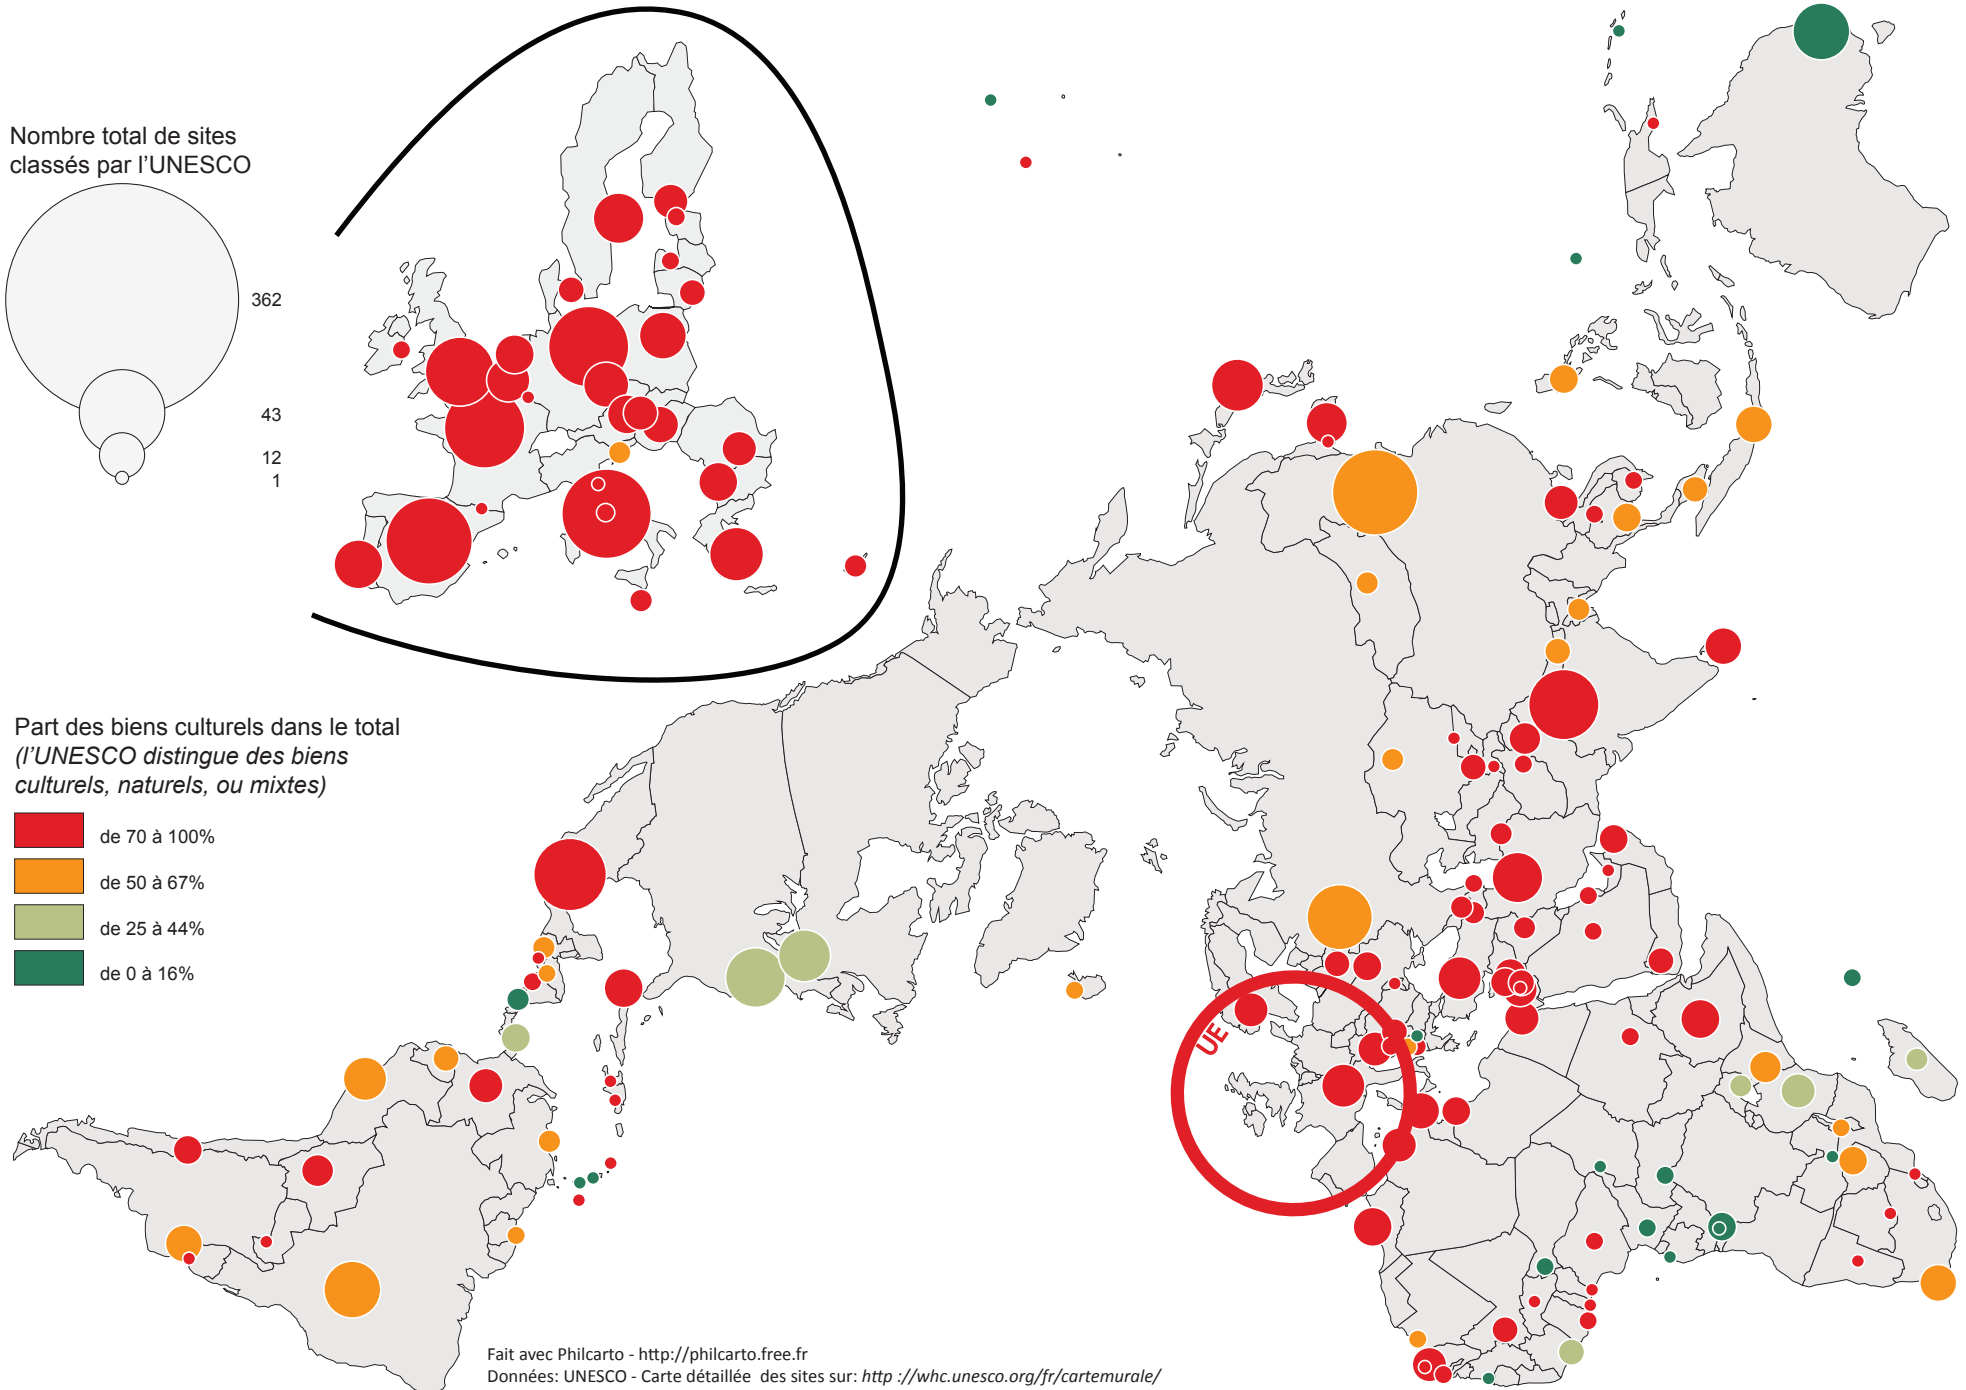 Nombre total de sites
classés par l'UNESCO
362
43
12
1
Part des biens culturels dans le total
(l'UNESCO distingue des biens
culturels, naturels, ou mixtes)
de 70 à 100%
de 50 à 67%
de 25 à 44%
de 0 à 16%
UE
Fait avec Philcarto - http://philcarto.free.fr
Données: UNESCO - Carte détaillée des sites sur: http ://whc.unesco.org/fr/cartemurale/